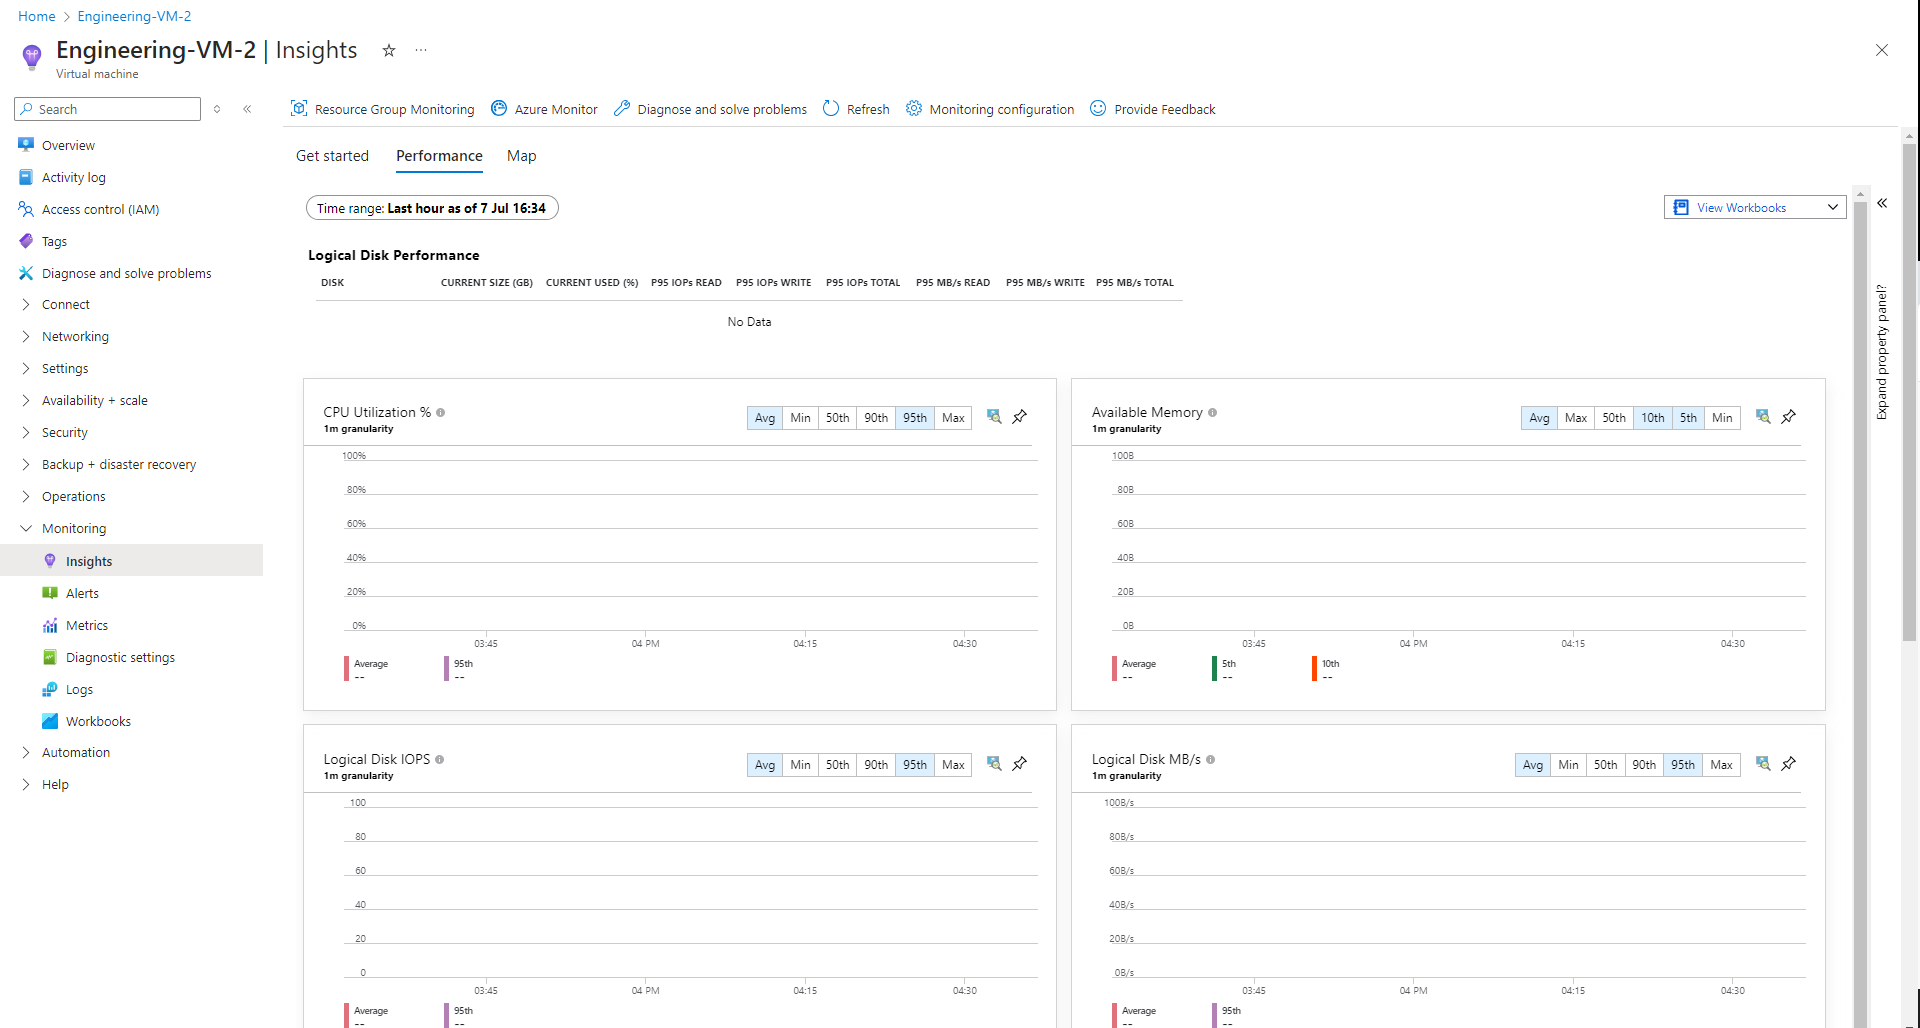 Home > Engineering-VM-2
Engineering-VM-2 | Insights
Virtual machine
Search
Overview
Activity log
Access control (IAM)
Tags
Diagnose and solve problems
Connect
Networking
Settings
Availability + scale
Security
Backup + disaster recovery
Operations
Monitoring
Insights
Alerts
Metrics
Diagnostic settings
Logs
Workbooks
Automation
Help
Resource Group Monitoring Azure Monitor Diagnose and solve problems Refresh Monitoring configuration Provide Feedback
Get started Performance Map
Time range: Last hour as of 7 Jul 16:34
View Workbooks
Expand property panel?
Logical Disk Performance
DISK CURRENT SIZE (GB) CURRENT USED (%) P95 IOPs READ P95 IOPs WRITE P95 IOPs TOTAL P95 MB/s READ P95 MB/s WRITE P95 MB/s TOTAL
No Data
CPU Utilization %
1m granularity
Avg Min 50th 90th 95th Max
100%
80%
60%
40%
20%
0%
03:45 04 PM 04:15 04:30
Average 95th
-- --
Available Memory
1m granularity
Avg Max 50th 10th 5th Min
100B
80B
60B
40B
20B
0B
03:45 04 PM 04:15 04:30
Average 5th 10th
-- -- --
Logical Disk IOPS
1m granularity
Avg Min 50th 90th 95th Max
100
80
60
40
20
0
03:45 04 PM 04:15 04:30
Average 95th
-- --
Logical Disk MB/s
1m granularity
Avg Min 50th 90th 95th Max
100B/s
80B/s
60B/s
40B/s
20B/s
0B/s
03:45 04 PM 04:15 04:30
Average 95th
-- --